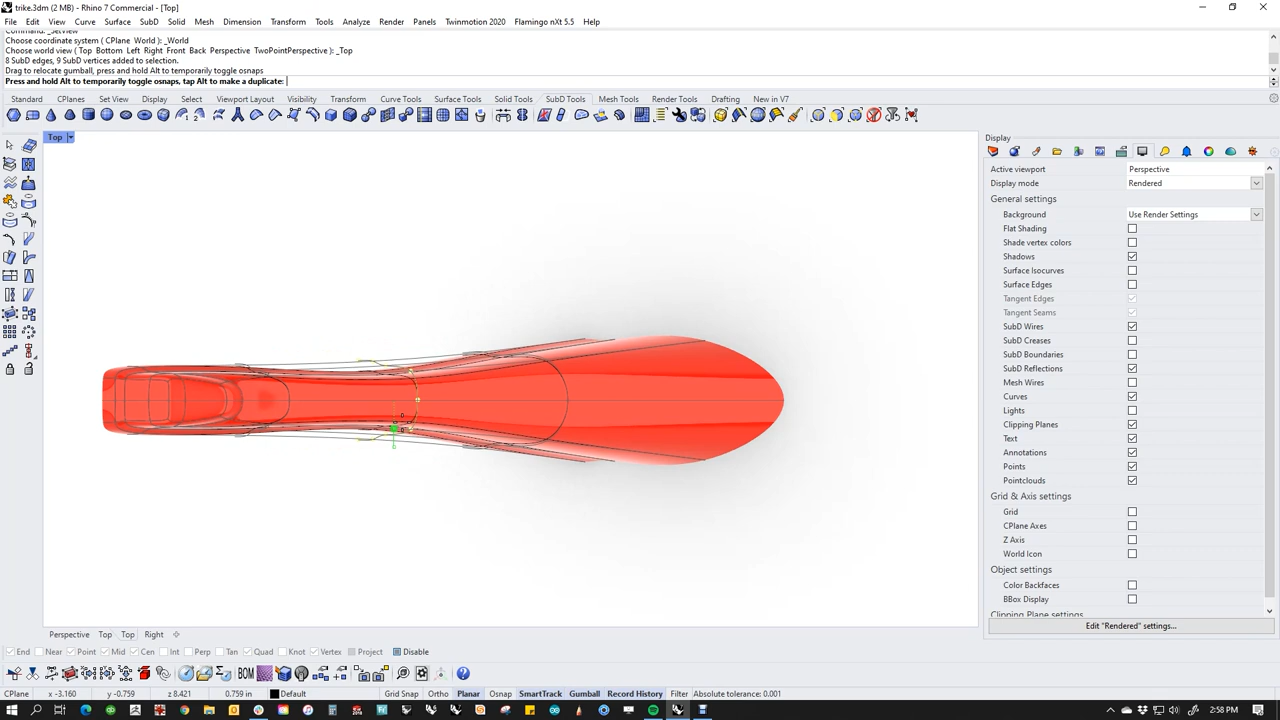 trike.3dm (2 MB) - Rhino 7 Commercial - [Top]
File Edit View Curve Surface SubD Solid Mesh Dimension Transform Tools Analyze Render Panels Twinmotion 2020 Flamingo nXt 5.5 Help
Command: _SetView
Choose coordinate system ( CPlane World ): _World
Choose world view ( Top Bottom Left Right Front Back Perspective TwoPointPerspective ): _Top
8 SubD edges, 9 SubD vertices added to selection.
Drag to relocate gumball, press and hold Alt to temporarily toggle osnaps
Press and hold Alt to temporarily toggle osnaps, tap Alt to make a duplicate:
Standard CPlanes Set View Display Select Viewport Layout Visibility Transform Curve Tools Surface Tools Solid Tools SubD Tools Mesh Tools Render Tools Drafting New in V7
Top
Display
Active viewport Perspective
Display mode Rendered
General settings
Background Use Render Settings
Flat Shading
Shade vertex colors
Shadows
Surface Isocurves
Surface Edges
Tangent Edges
Tangent Seams
SubD Wires
SubD Creases
SubD Boundaries
SubD Reflections
Mesh Wires
Curves
Lights
Clipping Planes
Text
Annotations
Points
Pointclouds
Grid & Axis settings
Grid
CPlane Axes
Z Axis
World Icon
Object settings
Color Backfaces
BBox Display
Clipping Plane settings
Edit "Rendered" settings...
Perspective Top Top Right
End Near Point Mid Cen Int Perp Tan Quad Knot Vertex Project Disable
BOM
CPlane x -3.160 y -0.759 z 8.421 0.759 in Default Grid Snap Ortho Planar Osnap SmartTrack Gumball Record History Filter Absolute tolerance: 0.001
2:58 PM